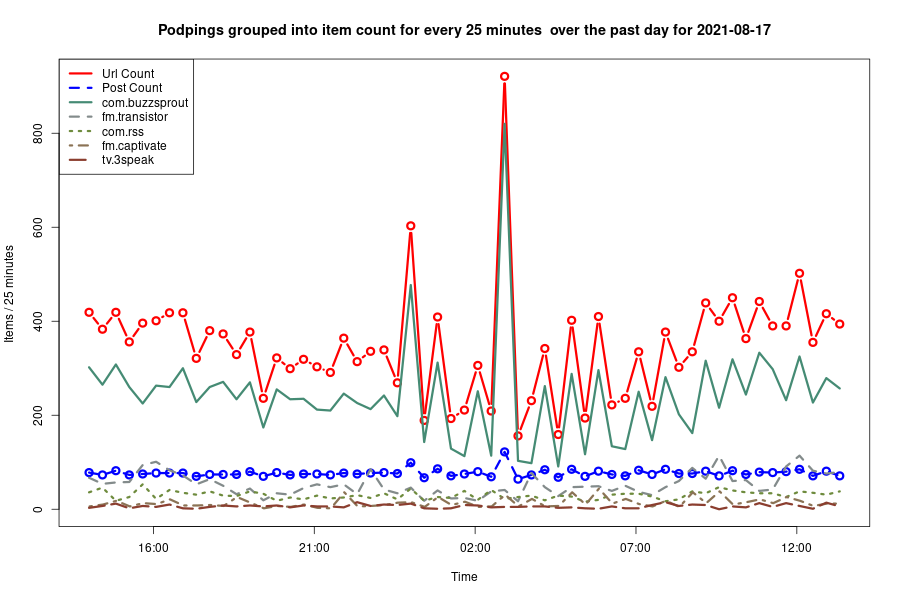 Podpings grouped into item count for every 25 minutes  over the past day for 2021-08-17
Url Count
Post Count
com.buzzsprout
fm.transistor
com.rss
fm.captivate
tv.3speak
Items / 25 minutes
800
600
400
200
0
16:00 21:00 02:00 07:00 12:00
Time